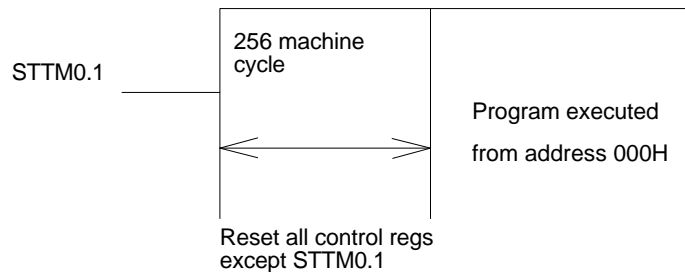 256 machine
cycle
STTM0.1
Program executed
from address 000H
Reset all control regs
except STTM0.1